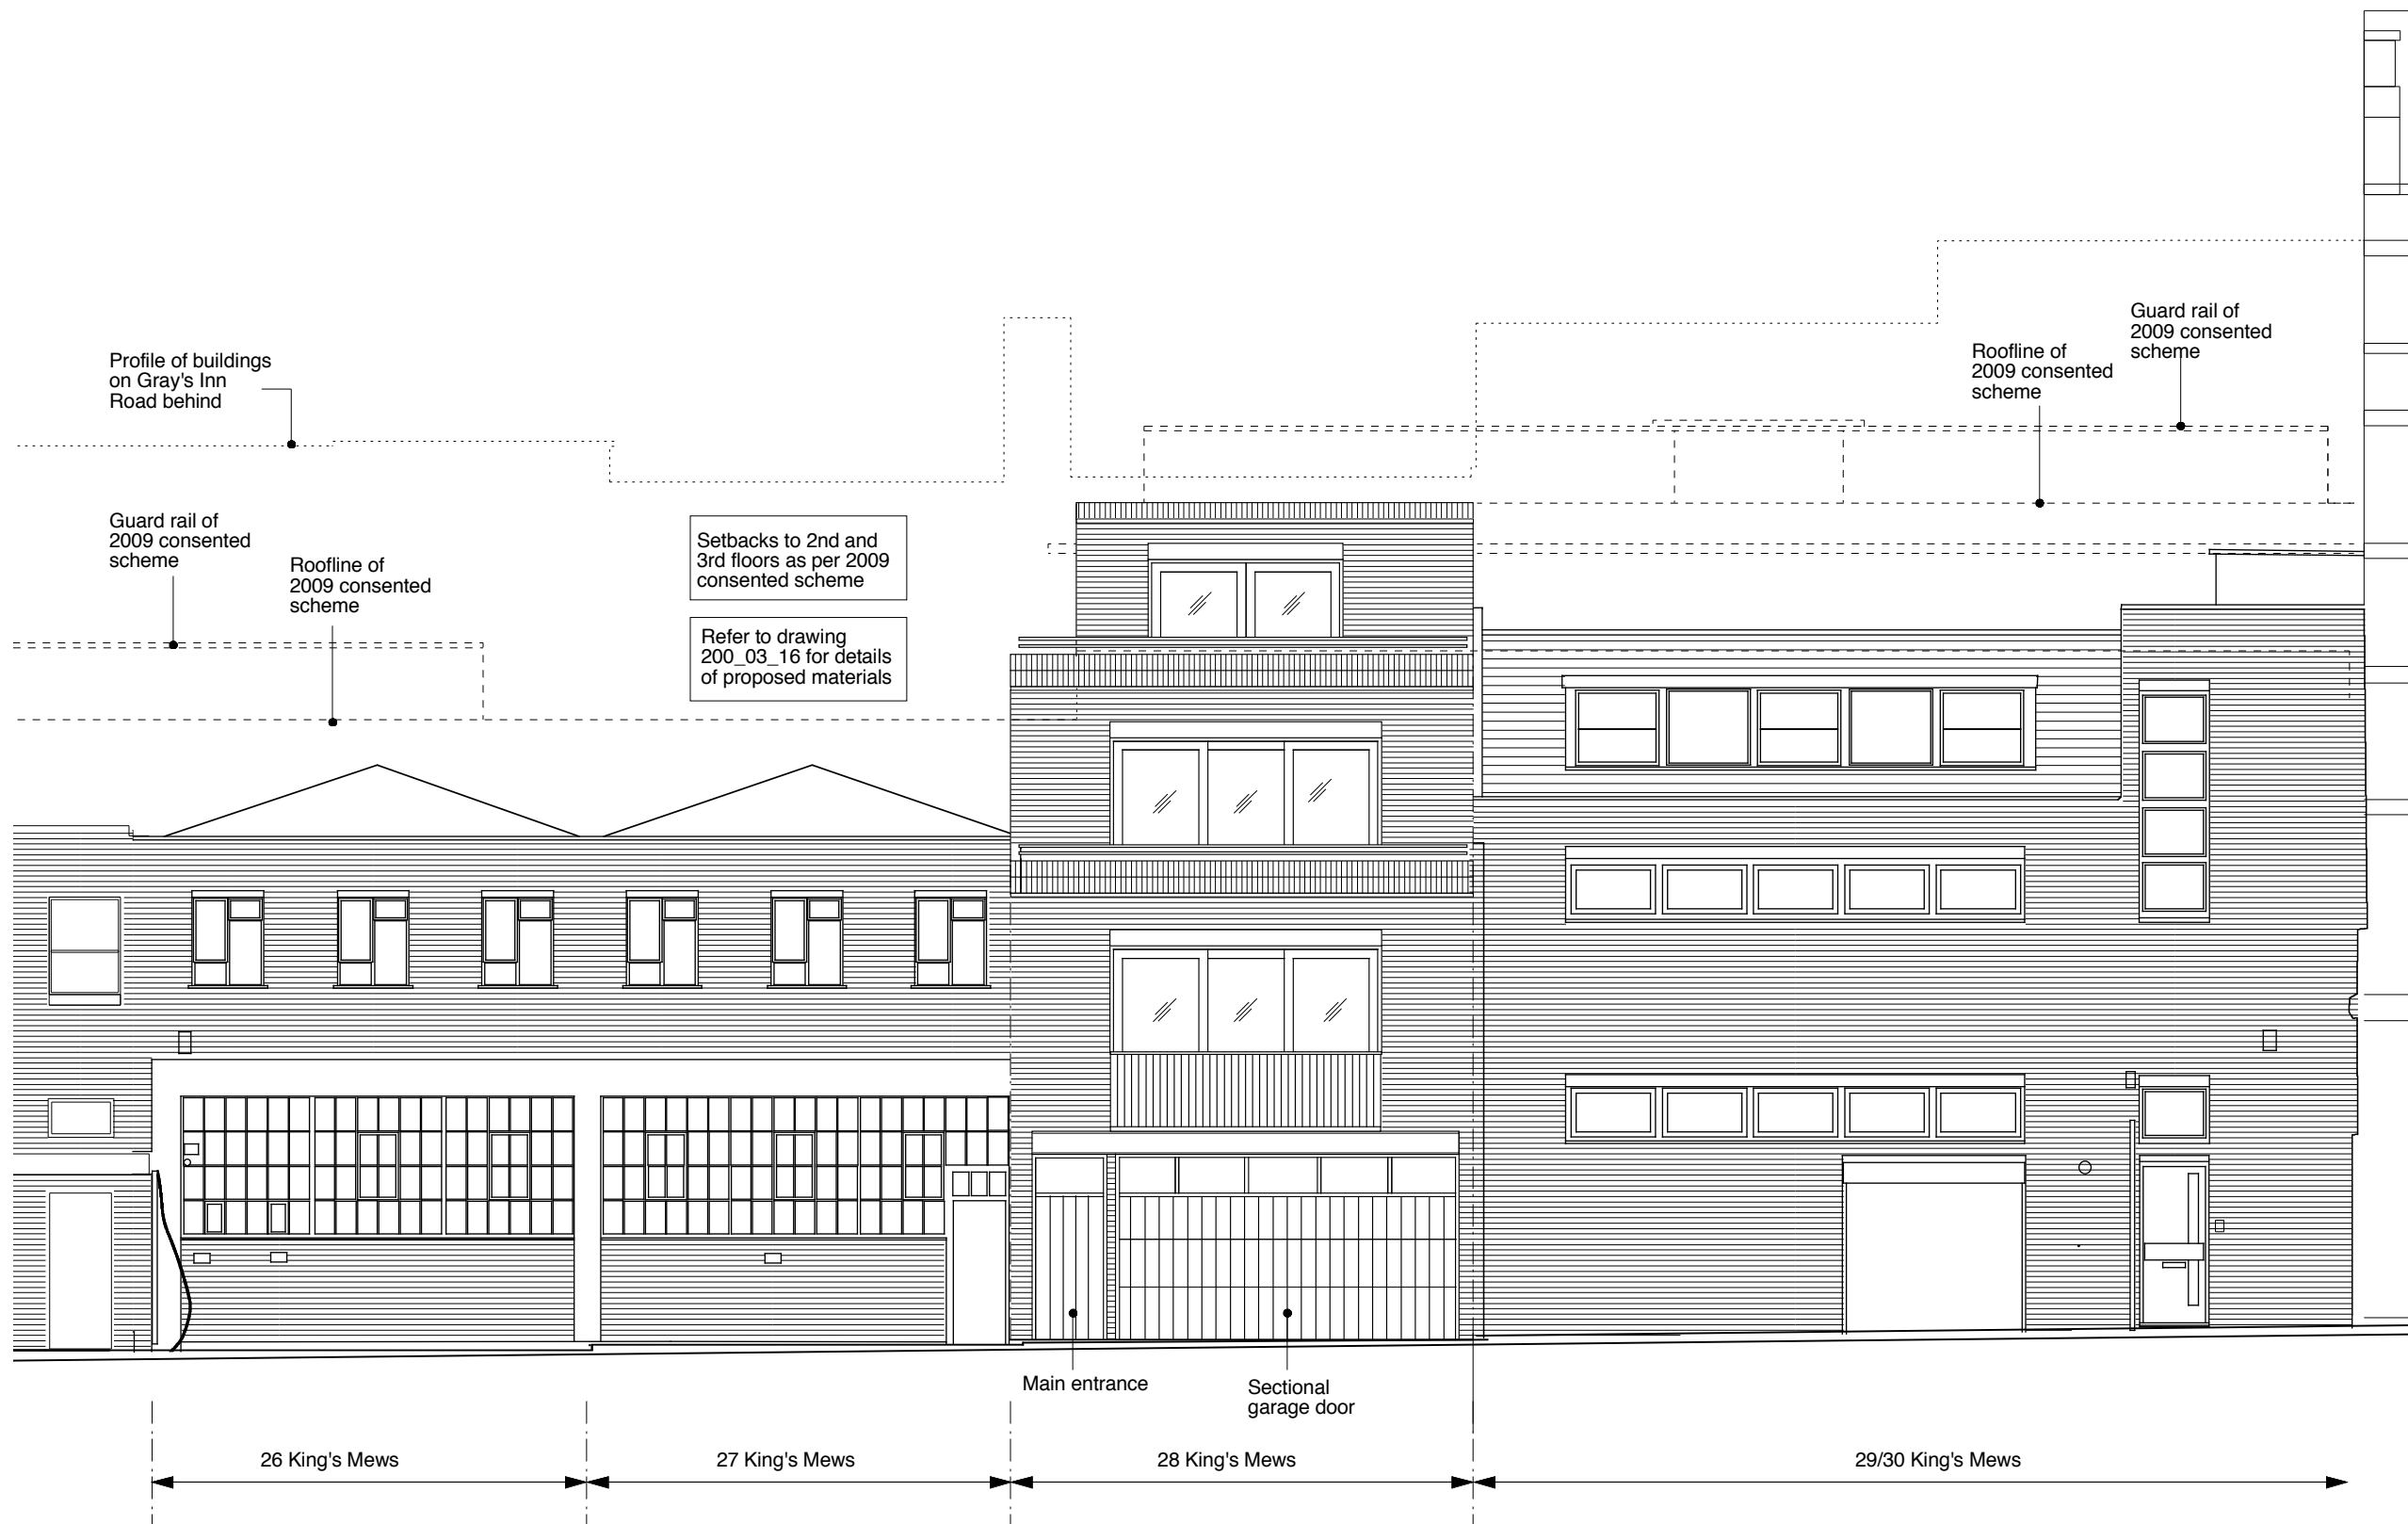 Guard rail of
2009 consented
scheme
Roofline of
2009 consented
scheme
Profile of buildings
on Gray's Inn
Road behind
Guard rail of
2009 consented
scheme
Setbacks to 2nd and
3rd floors as per 2009
consented scheme
Roofline of
2009 consented
scheme
Refer to drawing
200_03_16 for details
of proposed materials
Main entrance
Sectional
garage door
26 King's Mews
27 King's Mews
28 King's Mews
29/30 King's Mews